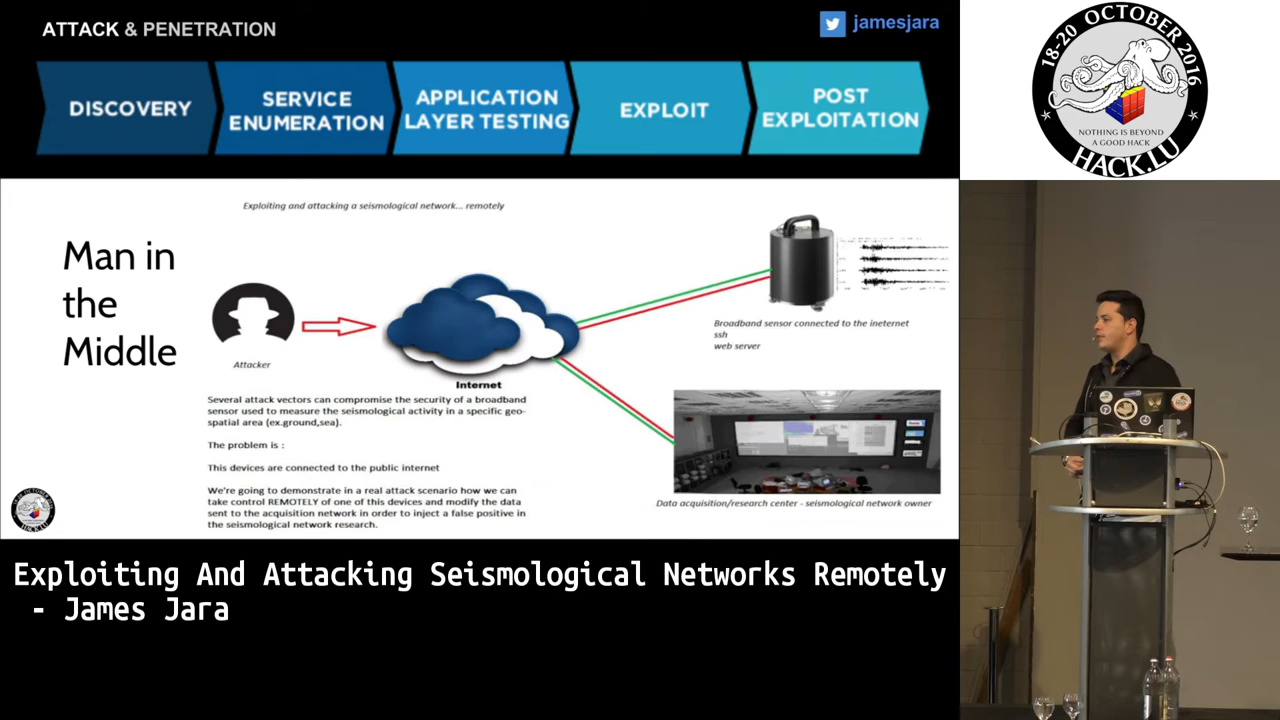 ATTACK & PENETRATION
jamesjara
DISCOVERY
SERVICE
ENUMERATION
APPLICATION
LAYER TESTING
EXPLOIT
POST
EXPLOITATION
18-20 OCTOBER 2016
NOTHING IS BEYOND
A GOOD HACK
HACK.LU
Exploiting and attacking a seismological network... remotely
Man in
the
Middle
Attacker
Internet
Broadband sensor connected to the ineternet
ssh
web server
Several attack vectors can compromise the security of a broadband
sensor used to measure the seismological activity in a specific geo-
spatial area (ex.ground,sea).
The problem is :
This devices are connected to the public internet
We're going to demonstrate in a real attack scenario how we can
take control REMOTELY of one of this devices and modify the data
sent to the acquisition network in order to inject a false positive in
the seismological network research.
Data acquisition/research center - seismological network owner
Exploiting And Attacking Seismological Networks Remotely
- James Jara